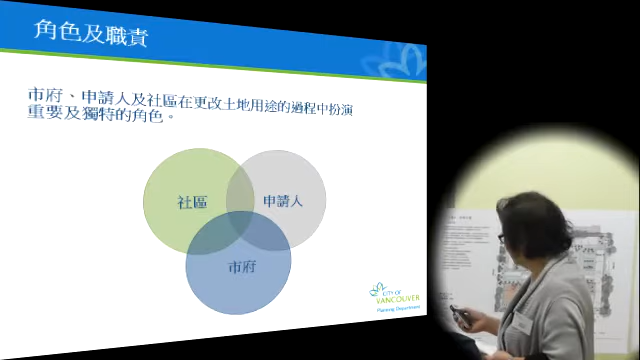 角色及職責
市府、申請人及社區在更改土地用途的過程中扮演
重要及獨特的角色。
社區
申請人
市府
CITY OF
VANCOUVER
Planning Department